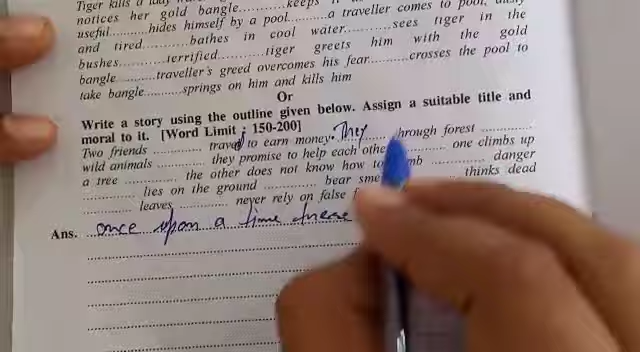 Tiger kills a lady
notices her gold bangle..........keeps
useful..........hides himself by a pool..........a traveller comes to pool,
and tired..........bathes in cool water..........sees tiger in the
bushes..........terrified..........tiger greets him with the gold
bangle..........traveller's greed overcomes his fear..........crosses the pool to
take bangle..........springs on him and kills him
Or
Write a story using the outline given below. Assign a suitable title and
moral to it. [Word Limit : 150-200]
Two friends .............. travel to earn money. They .............. through forest ..............
wild animals .............. they promise to help each other .............. one climbs up
a tree .............. the other does not know how to .............. danger
.............. lies on the ground .............. bear .............. thinks dead
.............. leaves .............. never rely on false
Ans. once upon a time